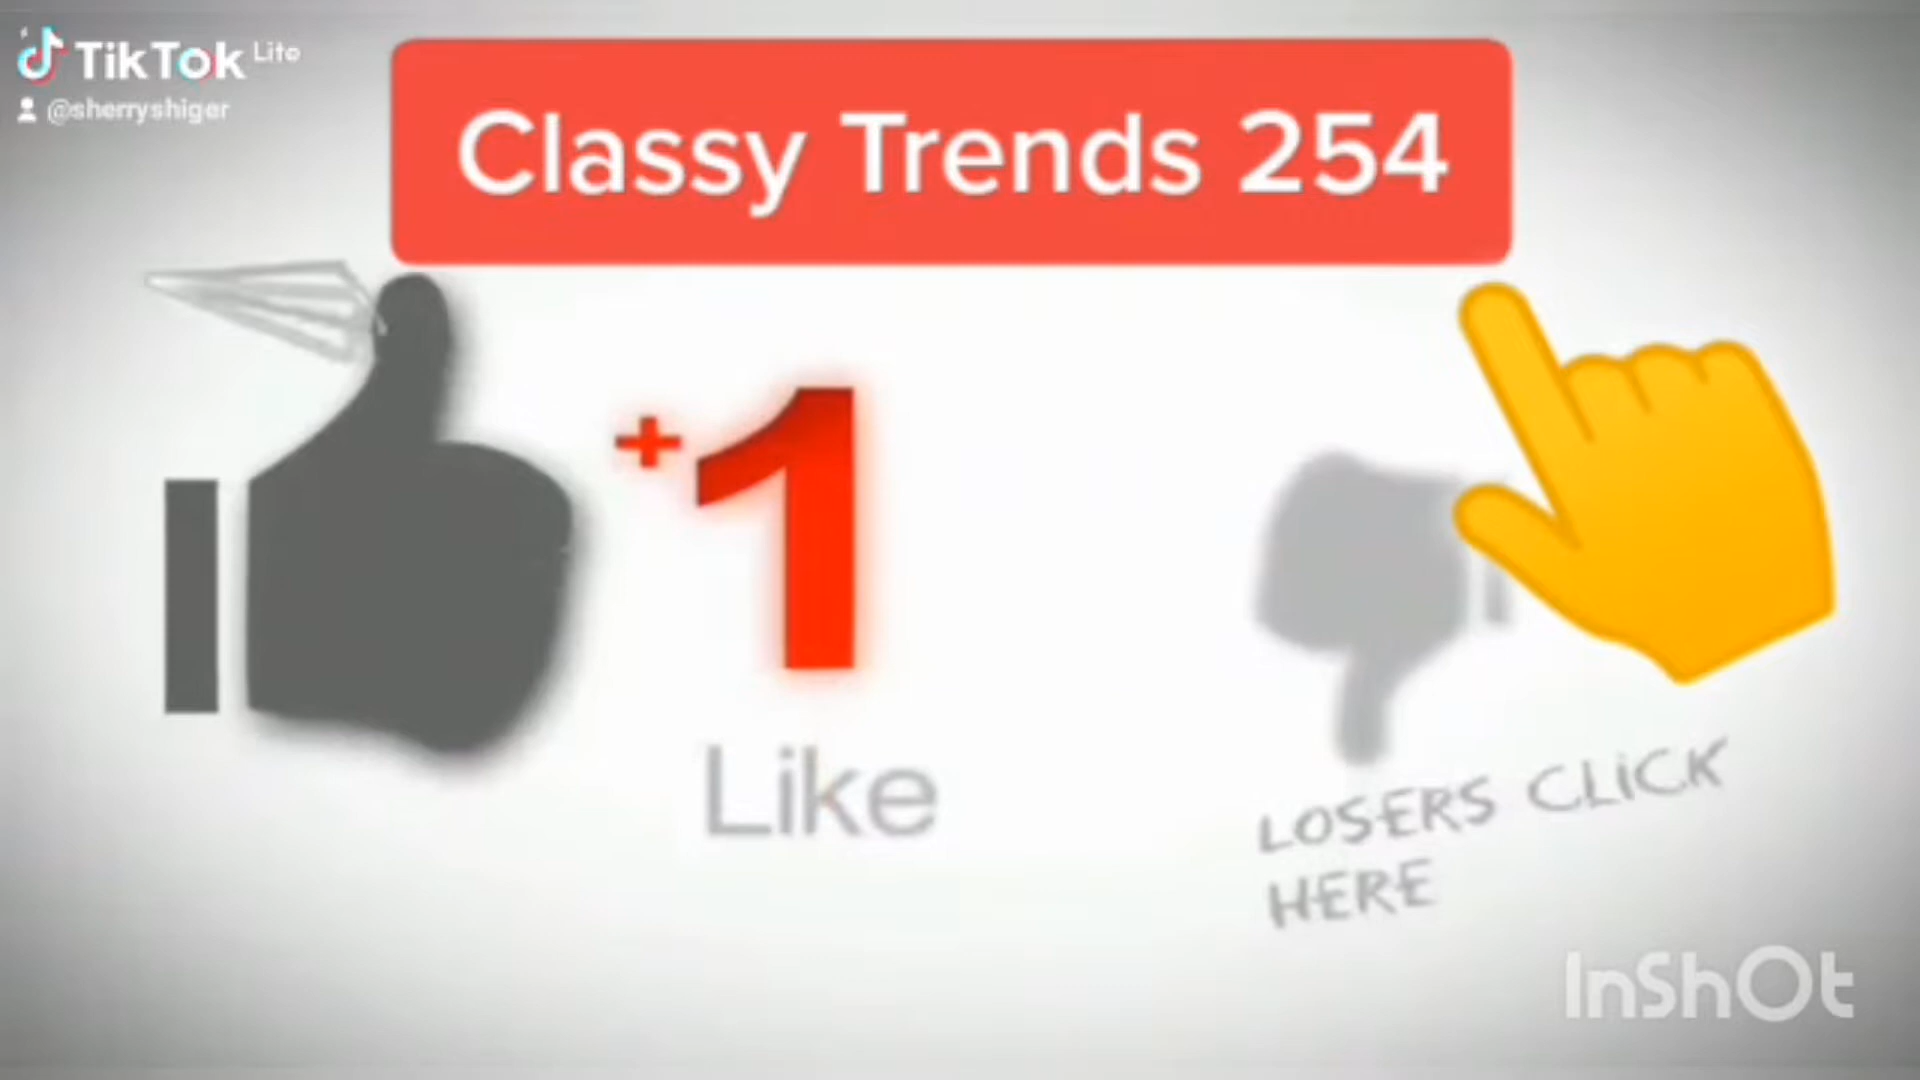 TikTok Lite
@sherryshiger
Classy Trends 254
+1
Like
LOSERS CLICK
HERE
InShOt